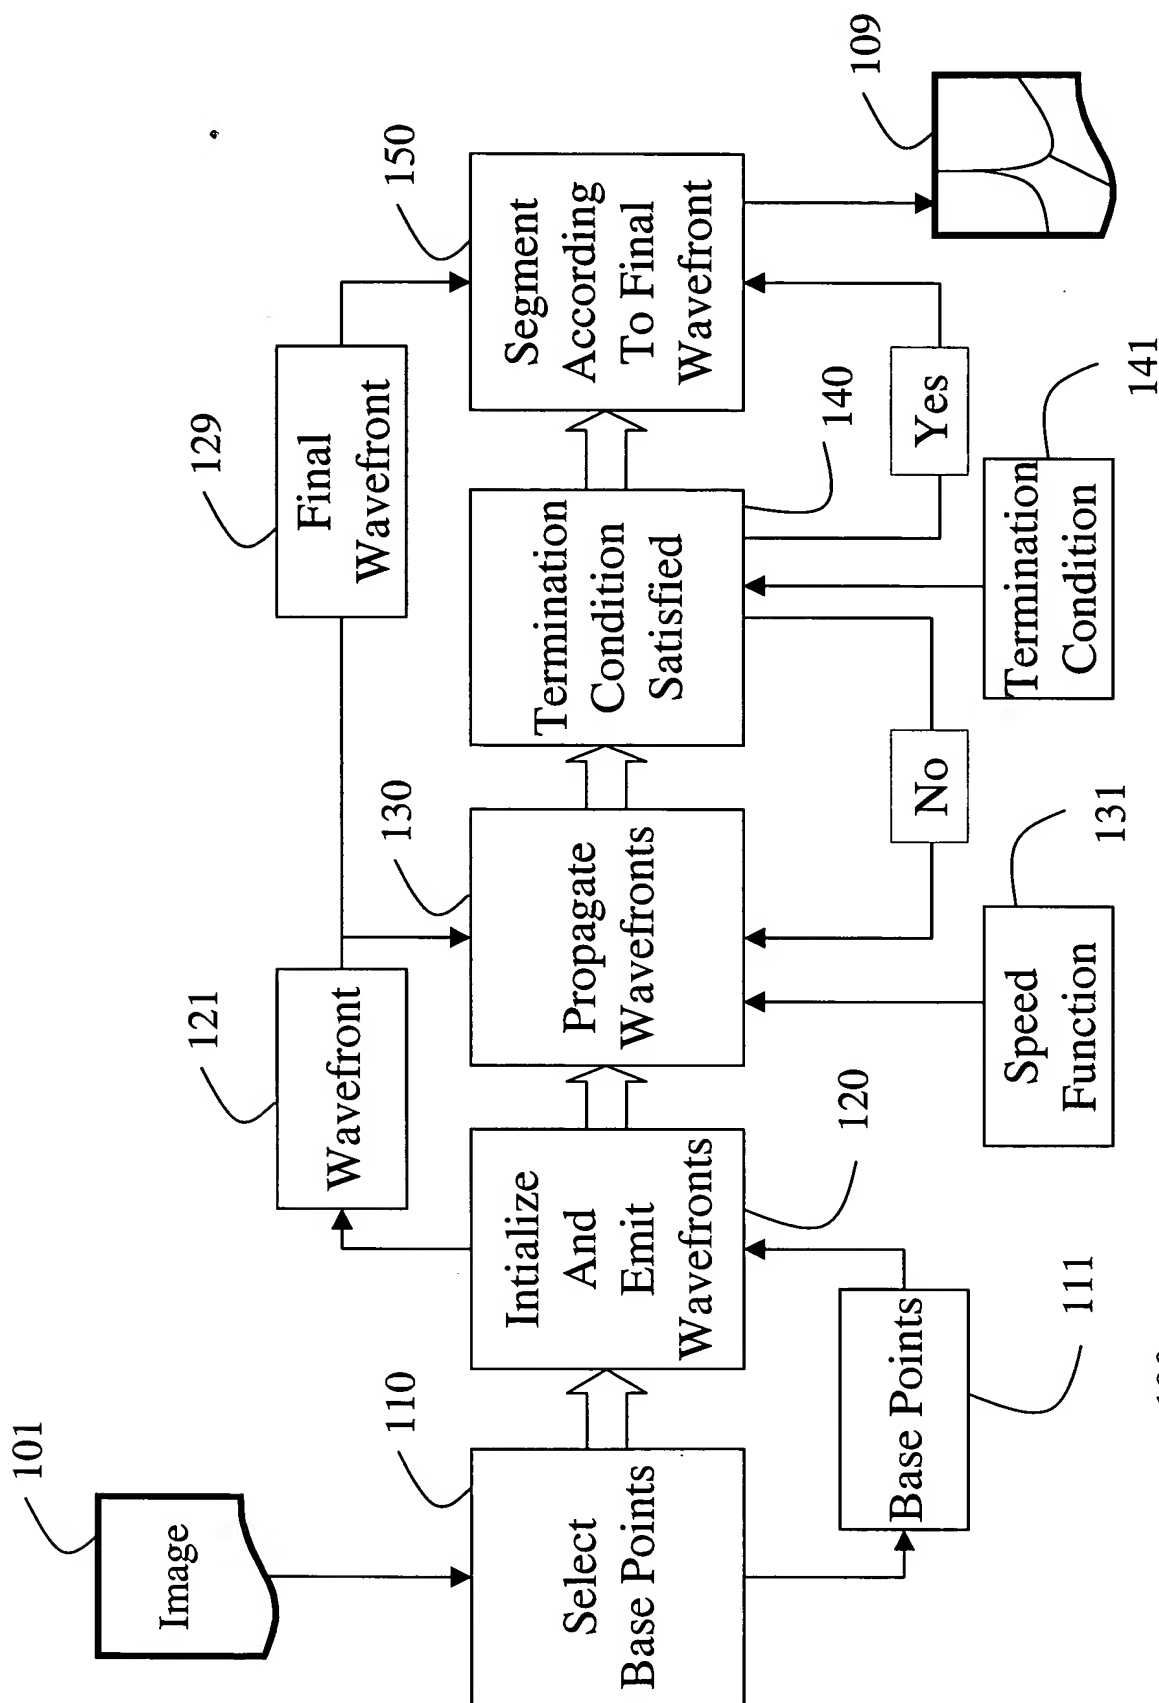 101
Image
121
Wavefront
129
Final
Wavefront
110
Select
Base Points
Intialize
And
Emit
Wavefronts
120
130
Propagate
Wavefronts
Termination
Condition
Satisfied
140
150
Segment
According
To Final
Wavefront
109
Base Points
111
No
Yes
Speed
Function
131
Termination
Condition
141